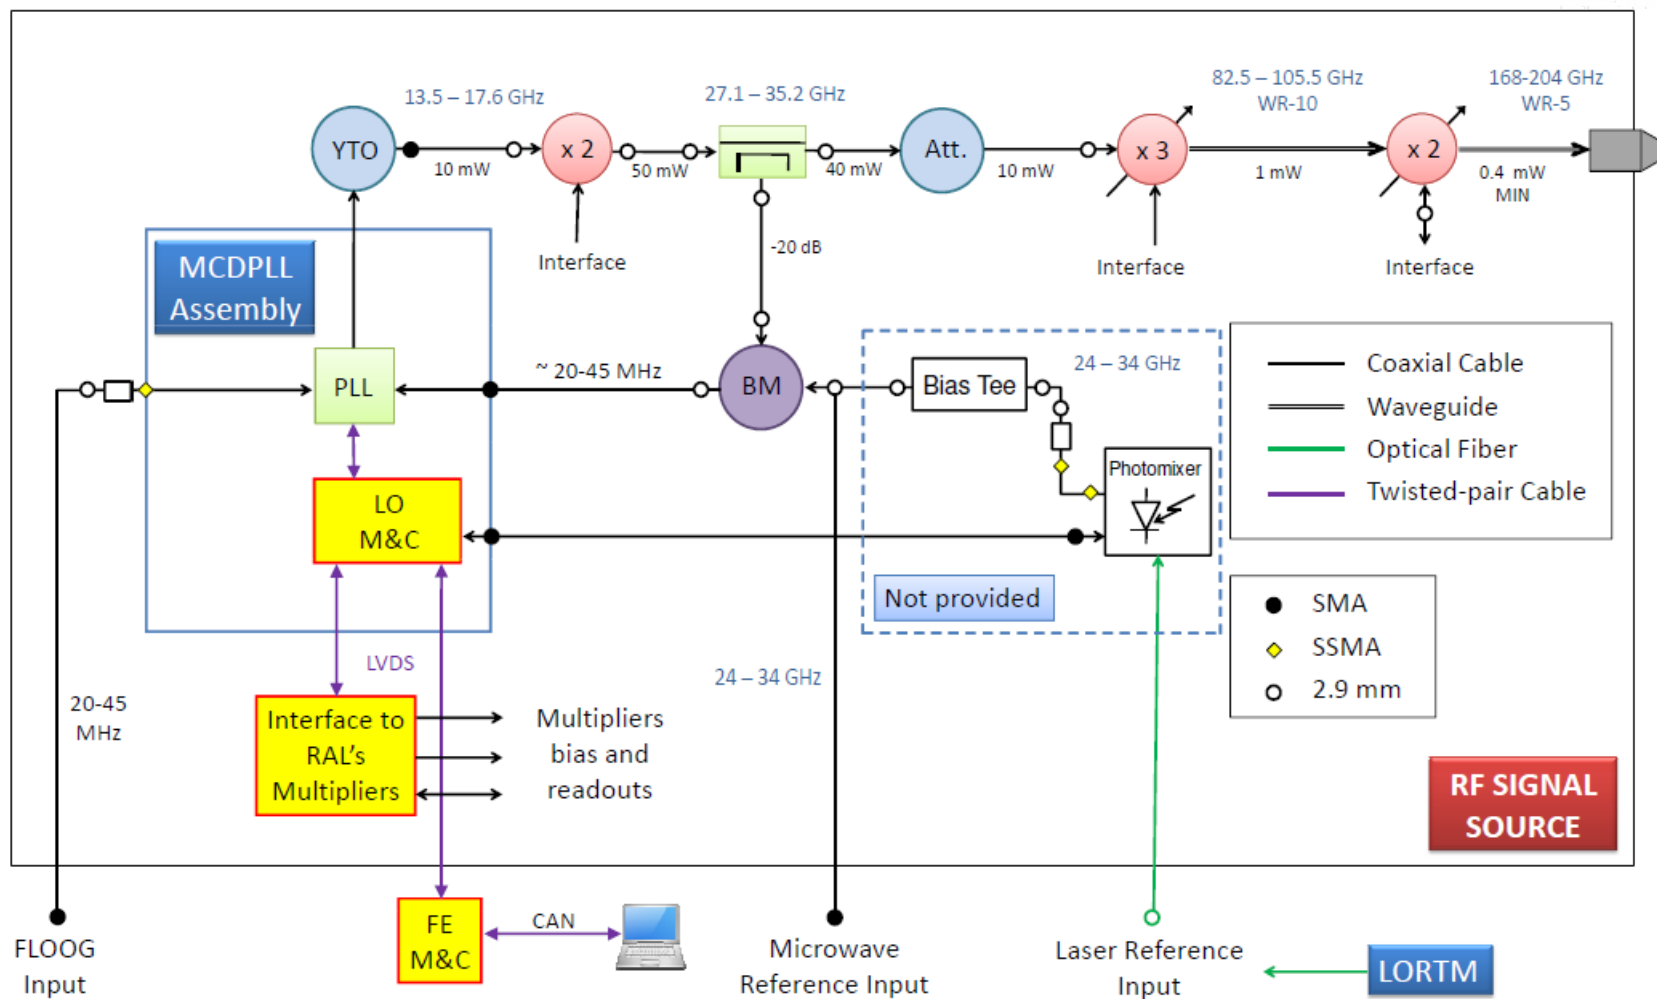 13.5 – 17.6 GHz
27.1 – 35.2 GHz
82.5 – 105.5 GHz
WR-10
168-204 GHz
WR-5
YTO
x 2
Att.
x 3
x 2
10 mW
50 mW
40 mW
10 mW
1 mW
0.4 mW
MIN
-20 dB
Interface
Interface
Interface
MCDPLL
Assembly
PLL
~ 20-45 MHz
BM
Bias Tee
24 – 34 GHz
Photomixer
Coaxial Cable
Waveguide
Optical Fiber
Twisted-pair Cable
LO
M&C
Not provided
SMA
SSMA
2.9 mm
LVDS
24 – 34 GHz
20-45
MHz
Interface to
RAL's
Multipliers
Multipliers
bias and
readouts
RF SIGNAL
SOURCE
FLOOG
Input
FE
M&C
CAN
Microwave
Reference Input
Laser Reference
Input
LORTM